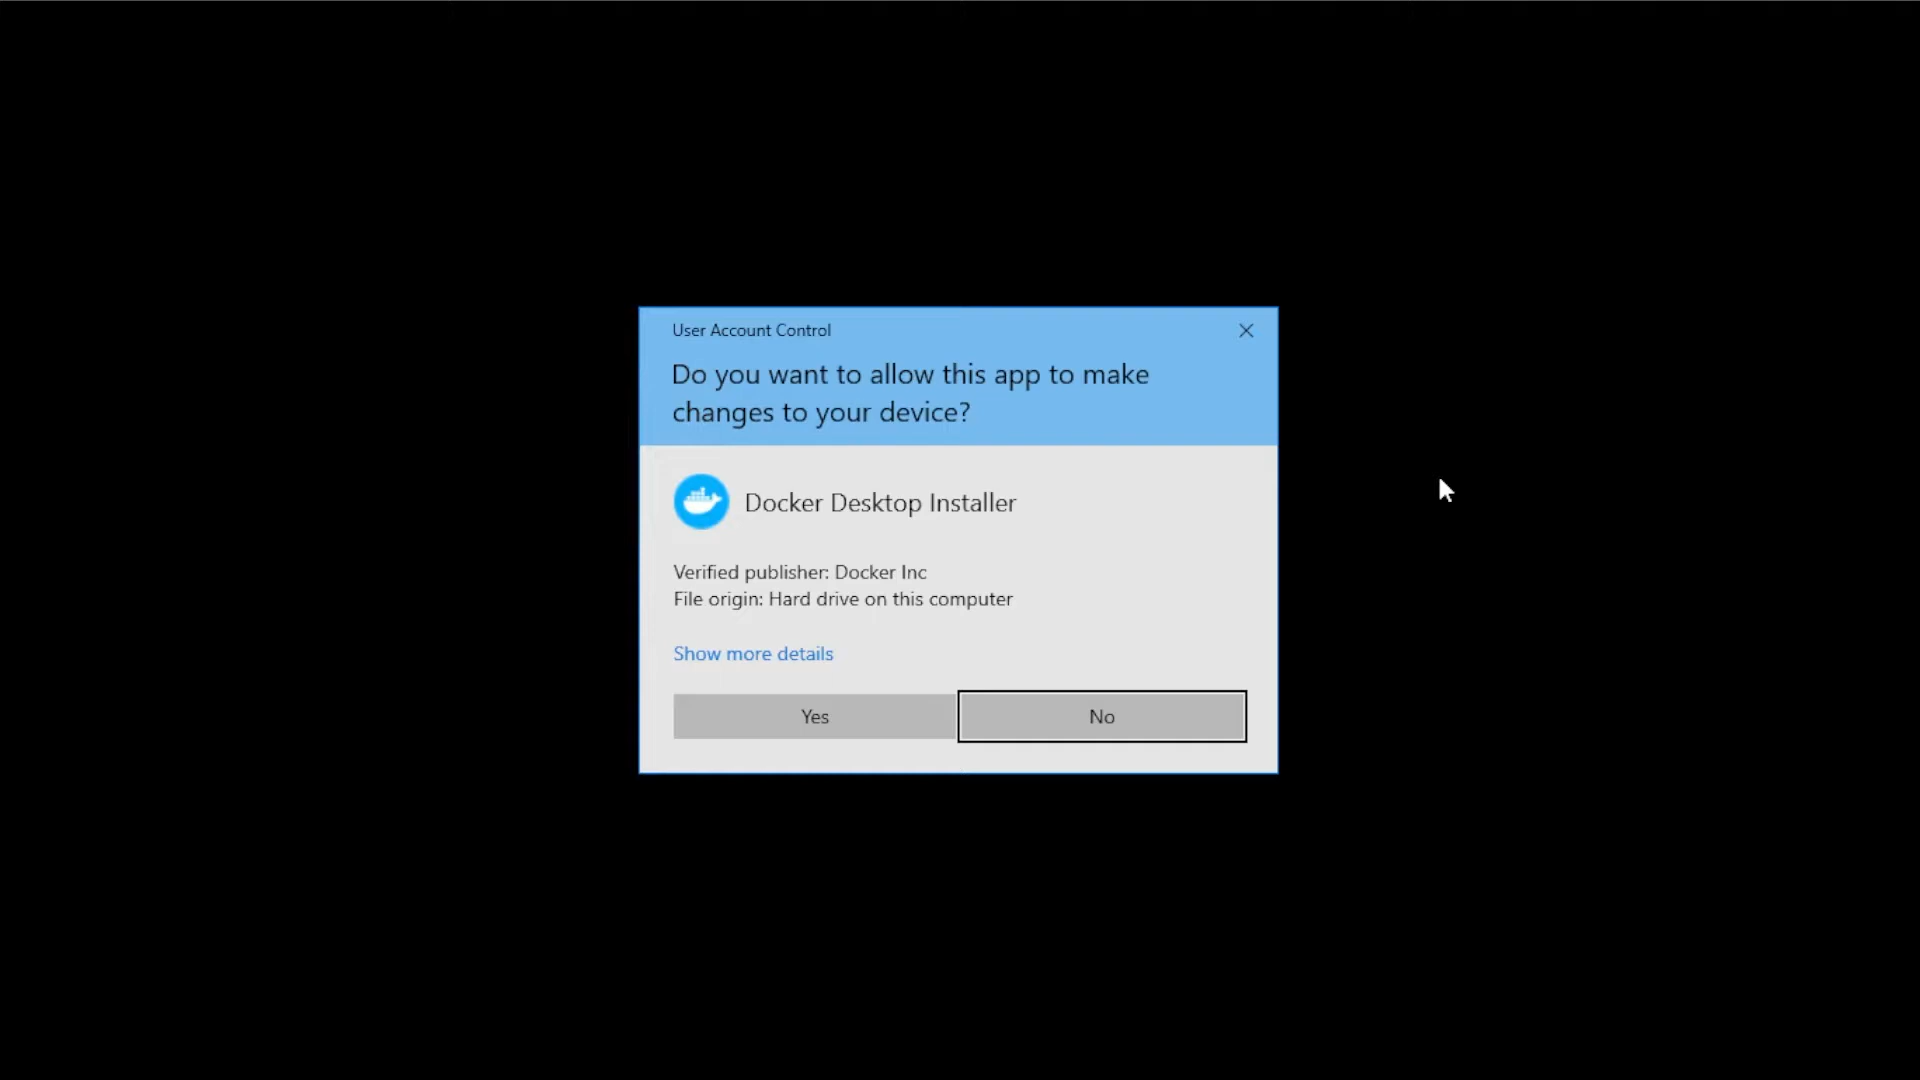 User Account Control
Do you want to allow this app to make
changes to your device?
Docker Desktop Installer
Verified publisher: Docker Inc
File origin: Hard drive on this computer
Show more details
Yes
No